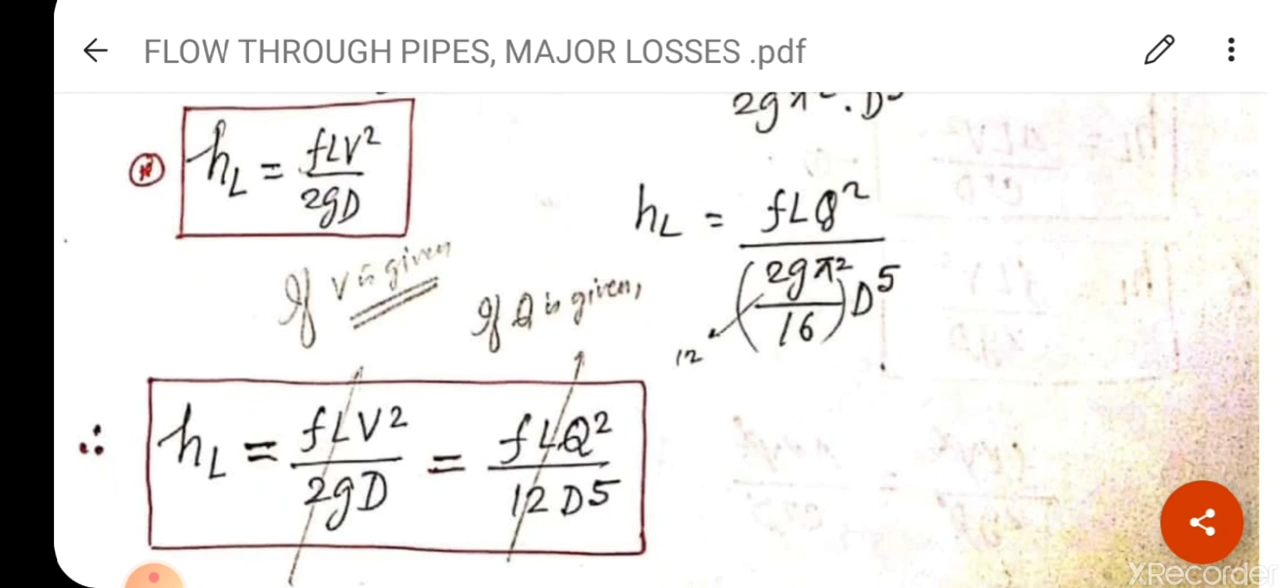 FLOW THROUGH PIPES, MAJOR LOSSES .pdf
2gπ². D⁵
hL = fLV²/2gD
hL = fLQ²/(2gπ²/16)D⁵
12
If V is given
If Q is given,
∴ hL = fLV²/2gD = fLQ²/12D5
XRecorder